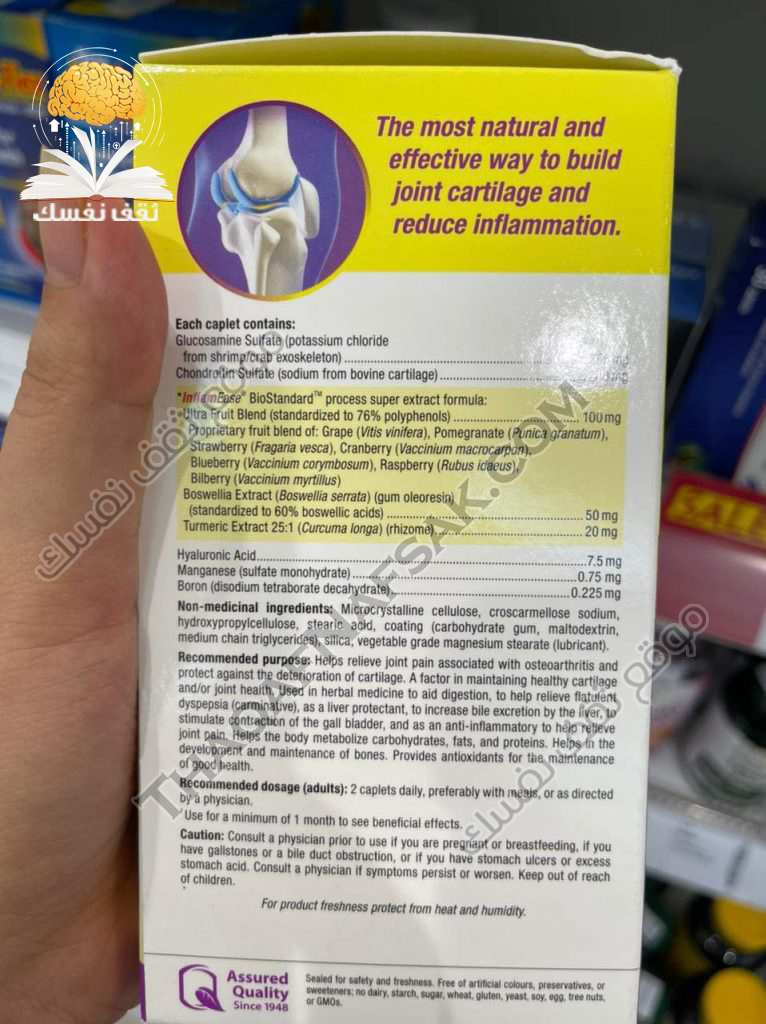 ثقف نفسك
The most natural and
effective way to build
joint cartilage and
reduce inflammation.
Each caplet contains:
Glucosamine Sulfate (potassium chloride
from shrimp/crab exoskeleton) mg
Chondroitin Sulfate (sodium from bovine cartilage) mg
*InflamEase® BioStandard™ process super extract formula:
Ultra Fruit Blend (standardized to 76% polyphenols) 100 mg
Proprietary fruit blend of: Grape (Vitis vinifera), Pomegranate (Punica granatum),
Strawberry (Fragaria vesca), Cranberry (Vaccinium macrocarpon),
Blueberry (Vaccinium corymbosum), Raspberry (Rubus idaeus),
Bilberry (Vaccinium myrtillus)
Boswellia Extract (Boswellia serrata) (gum oleoresin)
(standardized to 60% boswellic acids) 50 mg
Turmeric Extract 25:1 (Curcuma longa) (rhizome) 20 mg
Hyaluronic Acid 7.5 mg
Manganese (sulfate monohydrate) 0.75 mg
Boron (disodium tetraborate decahydrate) 0.225 mg
Non-medicinal ingredients: Microcrystalline cellulose, croscarmellose sodium,
hydroxypropylcellulose, stearic acid, coating (carbohydrate gum, maltodextrin,
medium chain triglycerides), silica, vegetable grade magnesium stearate (lubricant).
Recommended purpose: Helps relieve joint pain associated with osteoarthritis and
protect against the deterioration of cartilage. A factor in maintaining healthy cartilage
and/or joint health. Used in herbal medicine to aid digestion, to help relieve flatulent
dyspepsia (carminative), as a liver protectant, to increase bile excretion by the liver, to
stimulate contraction of the gall bladder, and as an anti-inflammatory to help relieve
joint pain. Helps the body metabolize carbohydrates, fats, and proteins. Helps in the
development and maintenance of bones. Provides antioxidants for the maintenance
of good health.
Recommended dosage (adults): 2 caplets daily, preferably with meals, or as directed
by a physician.
Use for a minimum of 1 month to see beneficial effects.
Caution: Consult a physician prior to use if you are pregnant or breastfeeding, if you
have gallstones or a bile duct obstruction, or if you have stomach ulcers or excess
stomach acid. Consult a physician if symptoms persist or worsen. Keep out of reach
of children.
For product freshness protect from heat and humidity.
Assured
Quality
Since 1948
Sealed for safety and freshness. Free of artificial colours, preservatives, or
sweeteners; no dairy, starch, sugar, wheat, gluten, yeast, soy, egg, tree nuts,
or GMOs.
موقع ثقف نفسك
THAQAFNAFSAK.COM
موقع ثقف نفسك
SALE